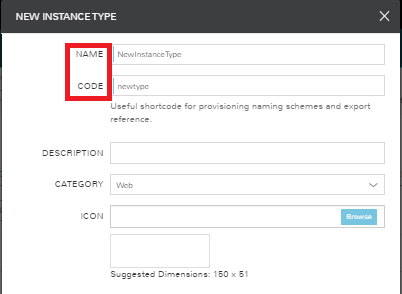 NEW INSTANCE TYPE
NAME NewInstanceType
CODE newtype
Useful shortcode for provisioning naming schemes and export
reference.
DESCRIPTION
CATEGORY Web
ICON Browse
Suggested Dimensions: 150 x 51